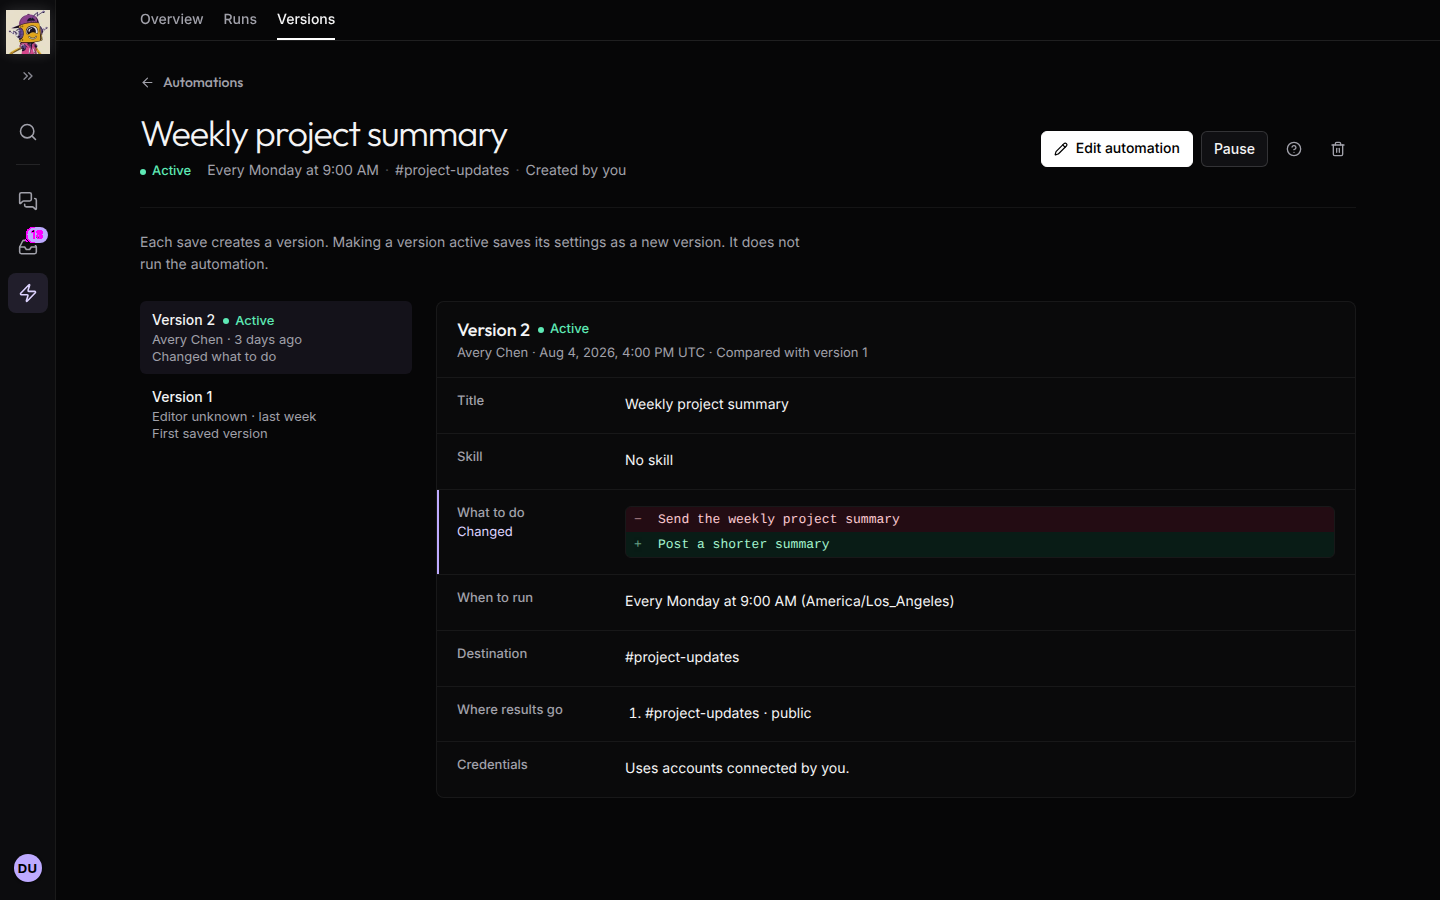 Overview Runs Versions
Automations
Weekly project summary
Active Every Monday at 9:00 AM · #project-updates · Created by you
Edit automation
Pause
18
Each save creates a version. Making a version active saves its settings as a new version. It does not
run the automation.
Version 2 Active
Avery Chen · 3 days ago
Changed what to do
Version 1
Editor unknown · last week
First saved version
Version 2 Active
Avery Chen · Aug 4, 2026, 4:00 PM UTC · Compared with version 1
Title
Weekly project summary
Skill
No skill
What to do
Changed
− Send the weekly project summary
+ Post a shorter summary
When to run
Every Monday at 9:00 AM (America/Los_Angeles)
Destination
#project-updates
Where results go
1. #project-updates · public
Credentials
Uses accounts connected by you.
DU